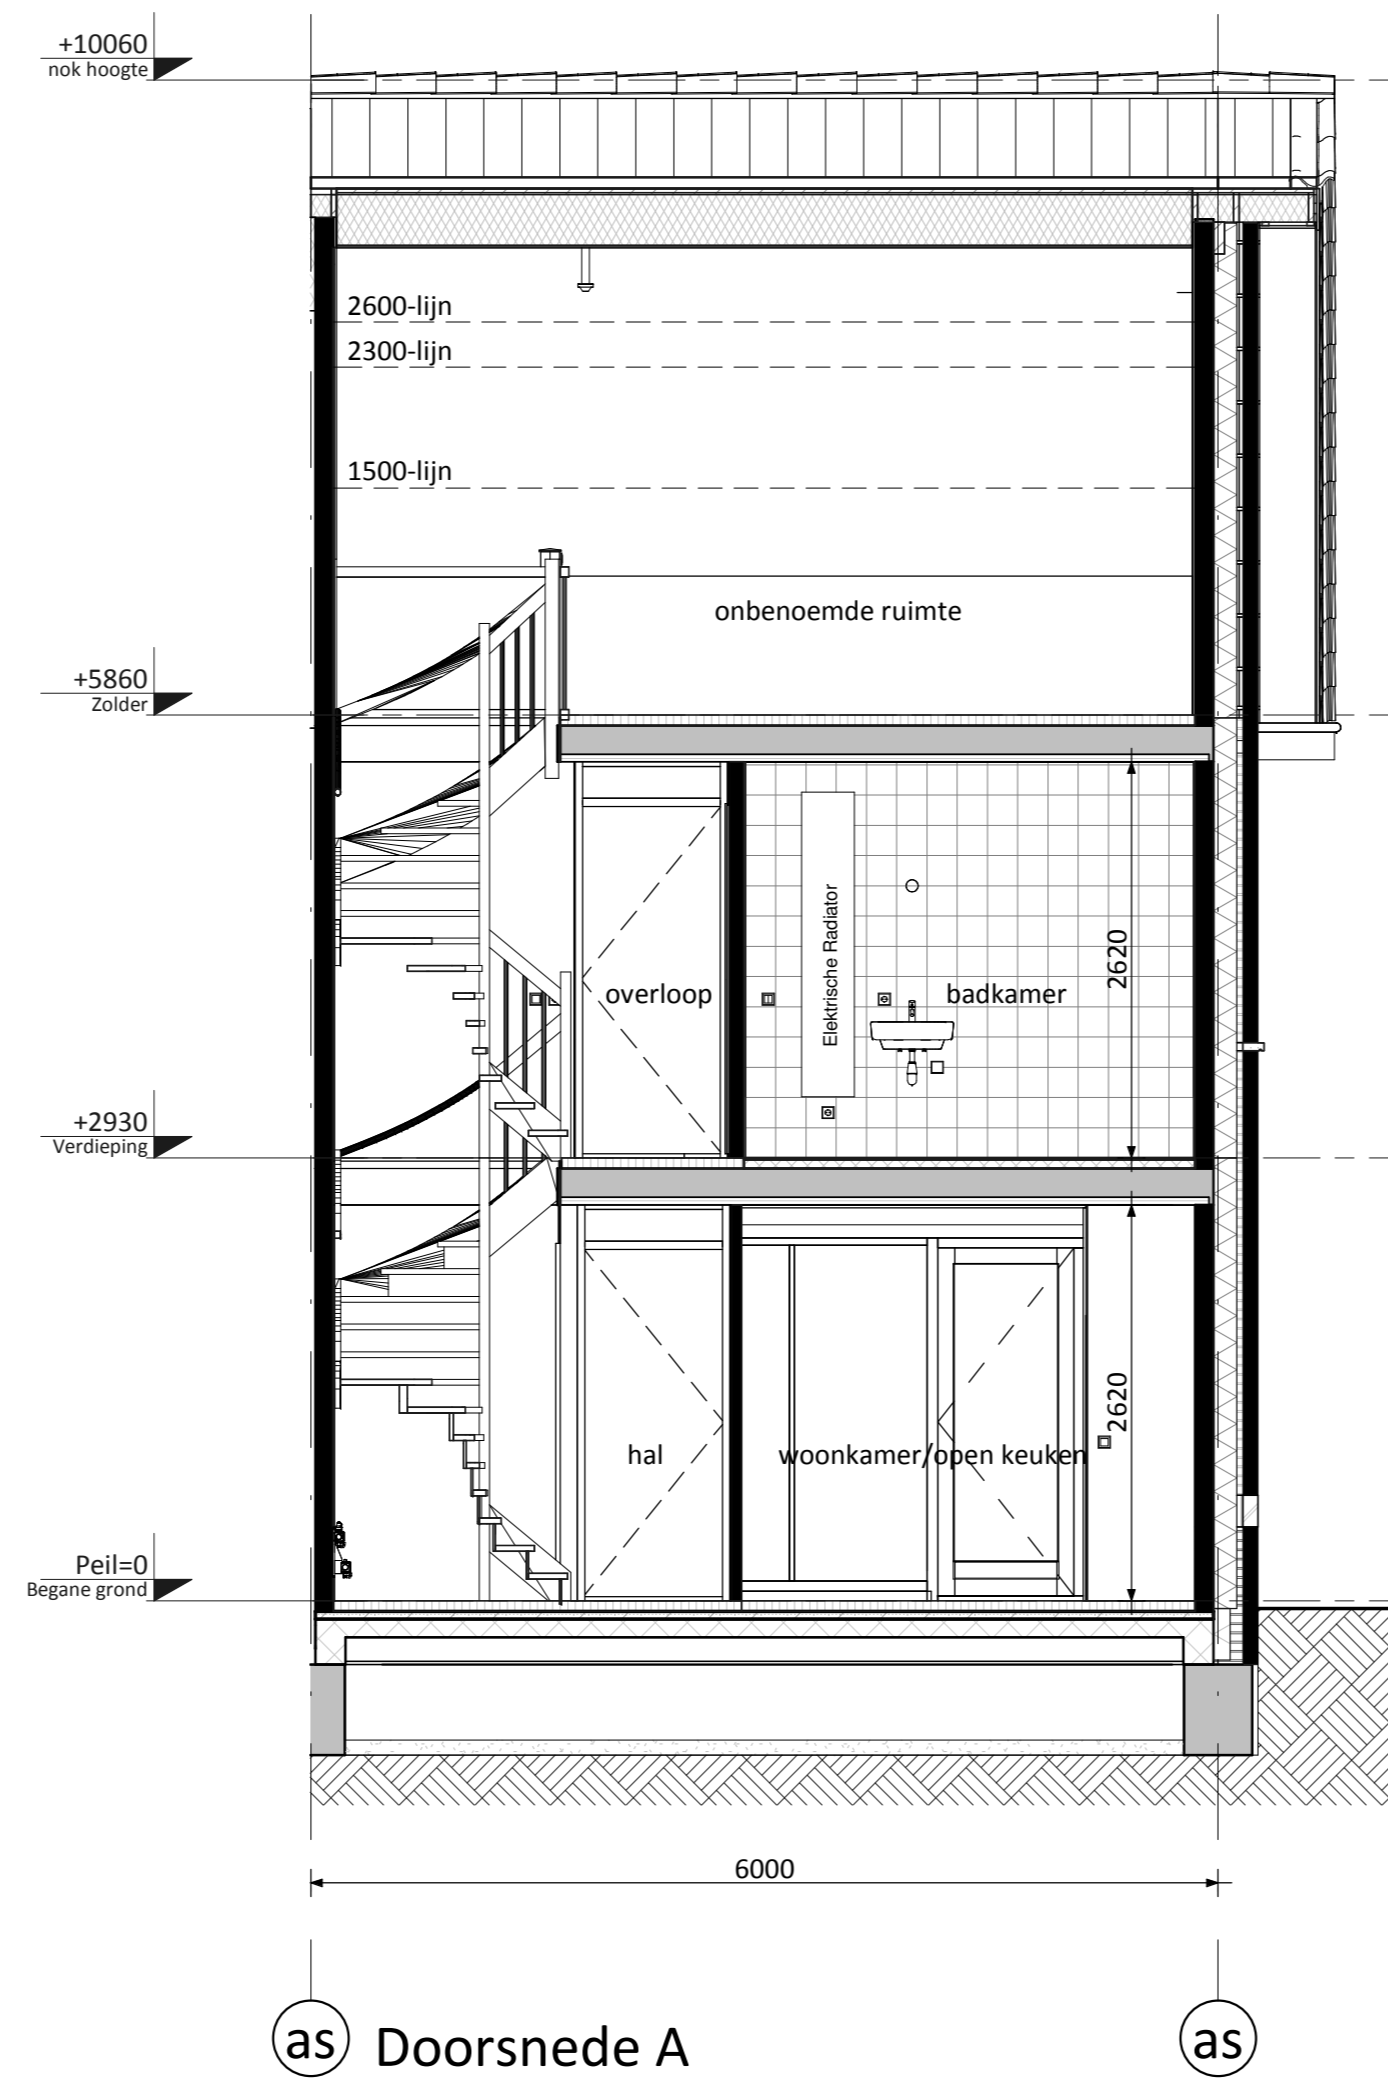 +10060
nok hoogte
2600-lijn
2300-lijn
1500-lijn
onbenoemde ruimte
+5860
Zolder
Elektrische Radiator
2620
overloop
badkamer
+2930
Verdieping
2620
hal
woonkamer/open keuken
Peil=0
Begane grond
6000
as
Doorsnede A
as